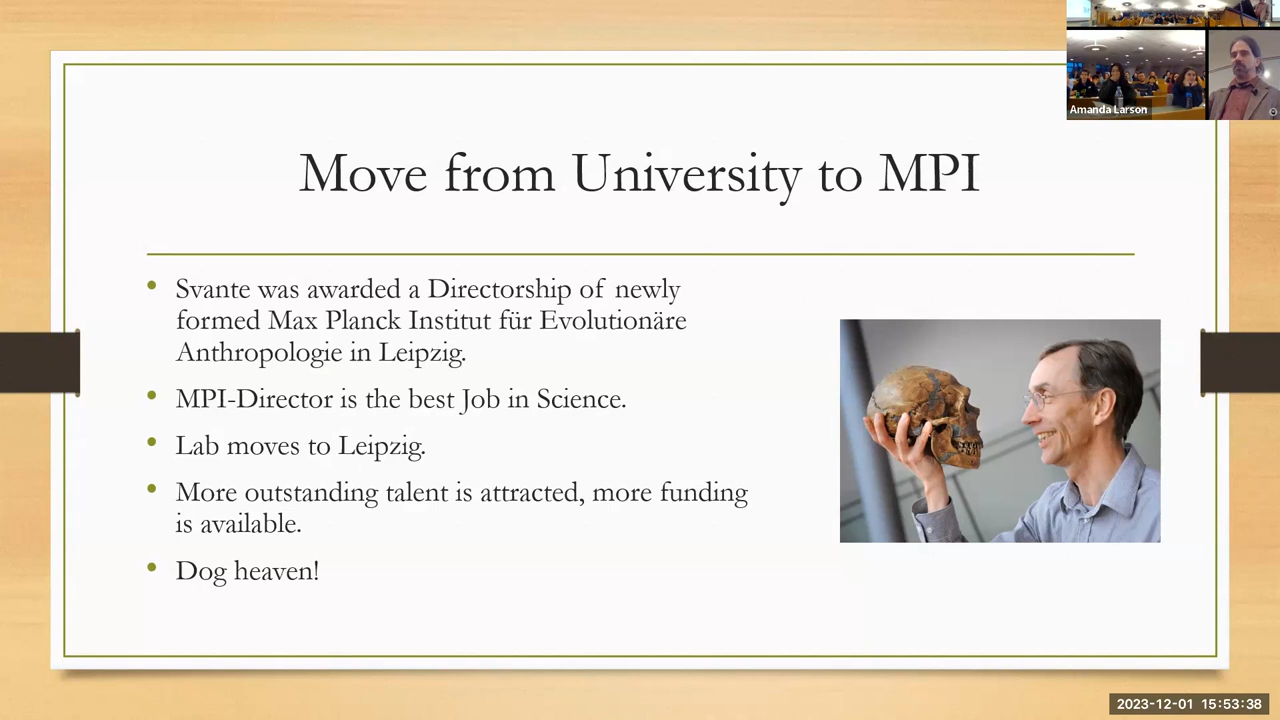 Amanda Larson
Move from University to MPI
• Svante was awarded a Directorship of newly
formed Max Planck Institut für Evolutionäre
Anthropologie in Leipzig.
• MPI-Director is the best Job in Science.
• Lab moves to Leipzig.
• More outstanding talent is attracted, more funding
is available.
• Dog heaven!
2023-12-01 15:53:38